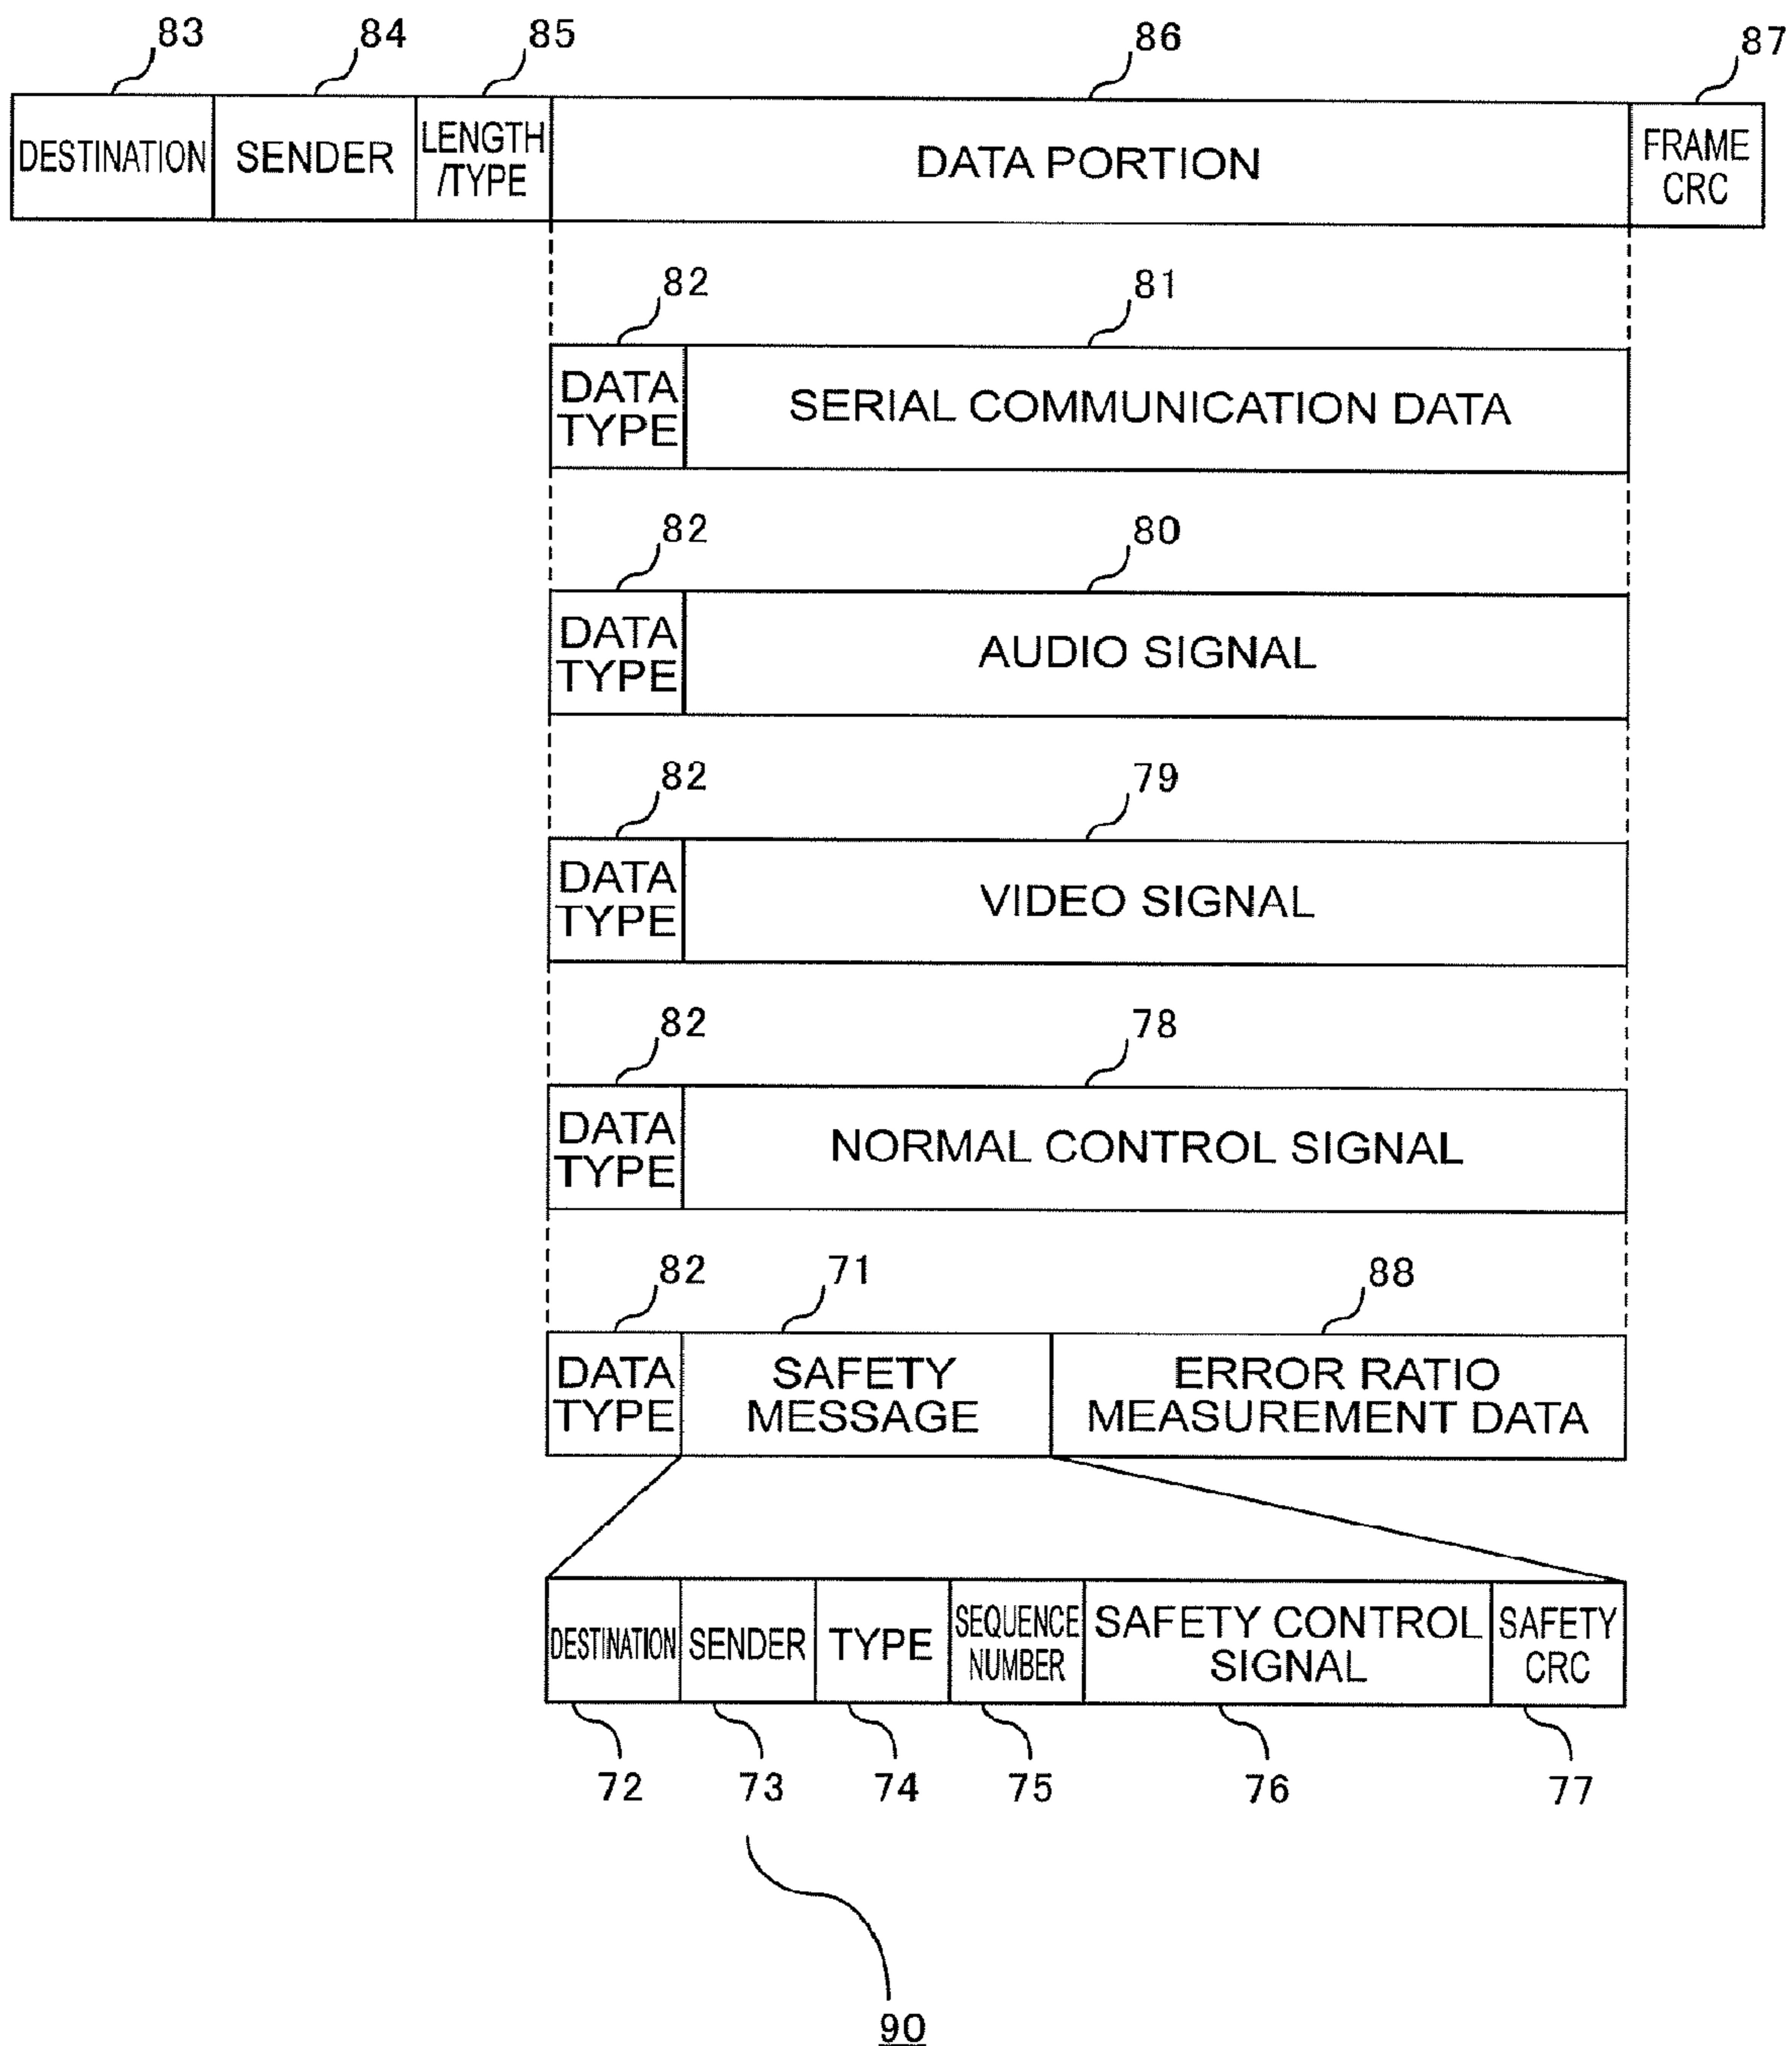 83 84 85 86 87
DESTINATION SENDER LENGTH /TYPE DATA PORTION FRAME CRC
82 81
DATA TYPE SERIAL COMMUNICATION DATA
82 80
DATA TYPE AUDIO SIGNAL
82 79
DATA TYPE VIDEO SIGNAL
82 78
DATA TYPE NORMAL CONTROL SIGNAL
82 71 88
DATA TYPE SAFETY MESSAGE ERROR RATIO MEASUREMENT DATA
DESTINATION SENDER TYPE SEQUENCE NUMBER SAFETY CONTROL SIGNAL SAFETY CRC
72 73 74 75 76 77
90